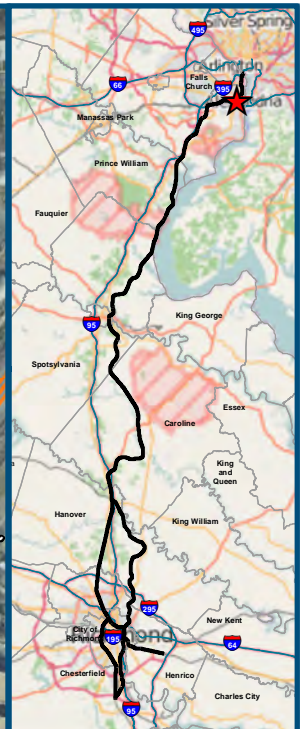 495
Silver Spring
Arlington
Falls
Church
395
66
Manassas Park
Prince William
Fauquier
95
King George
Spotsylvania
Essex
Caroline
King
and
Queen
Hanover
King William
295
New Kent
City of
Richmond
195
64
Chesterfield
Henrico
Charles City
95